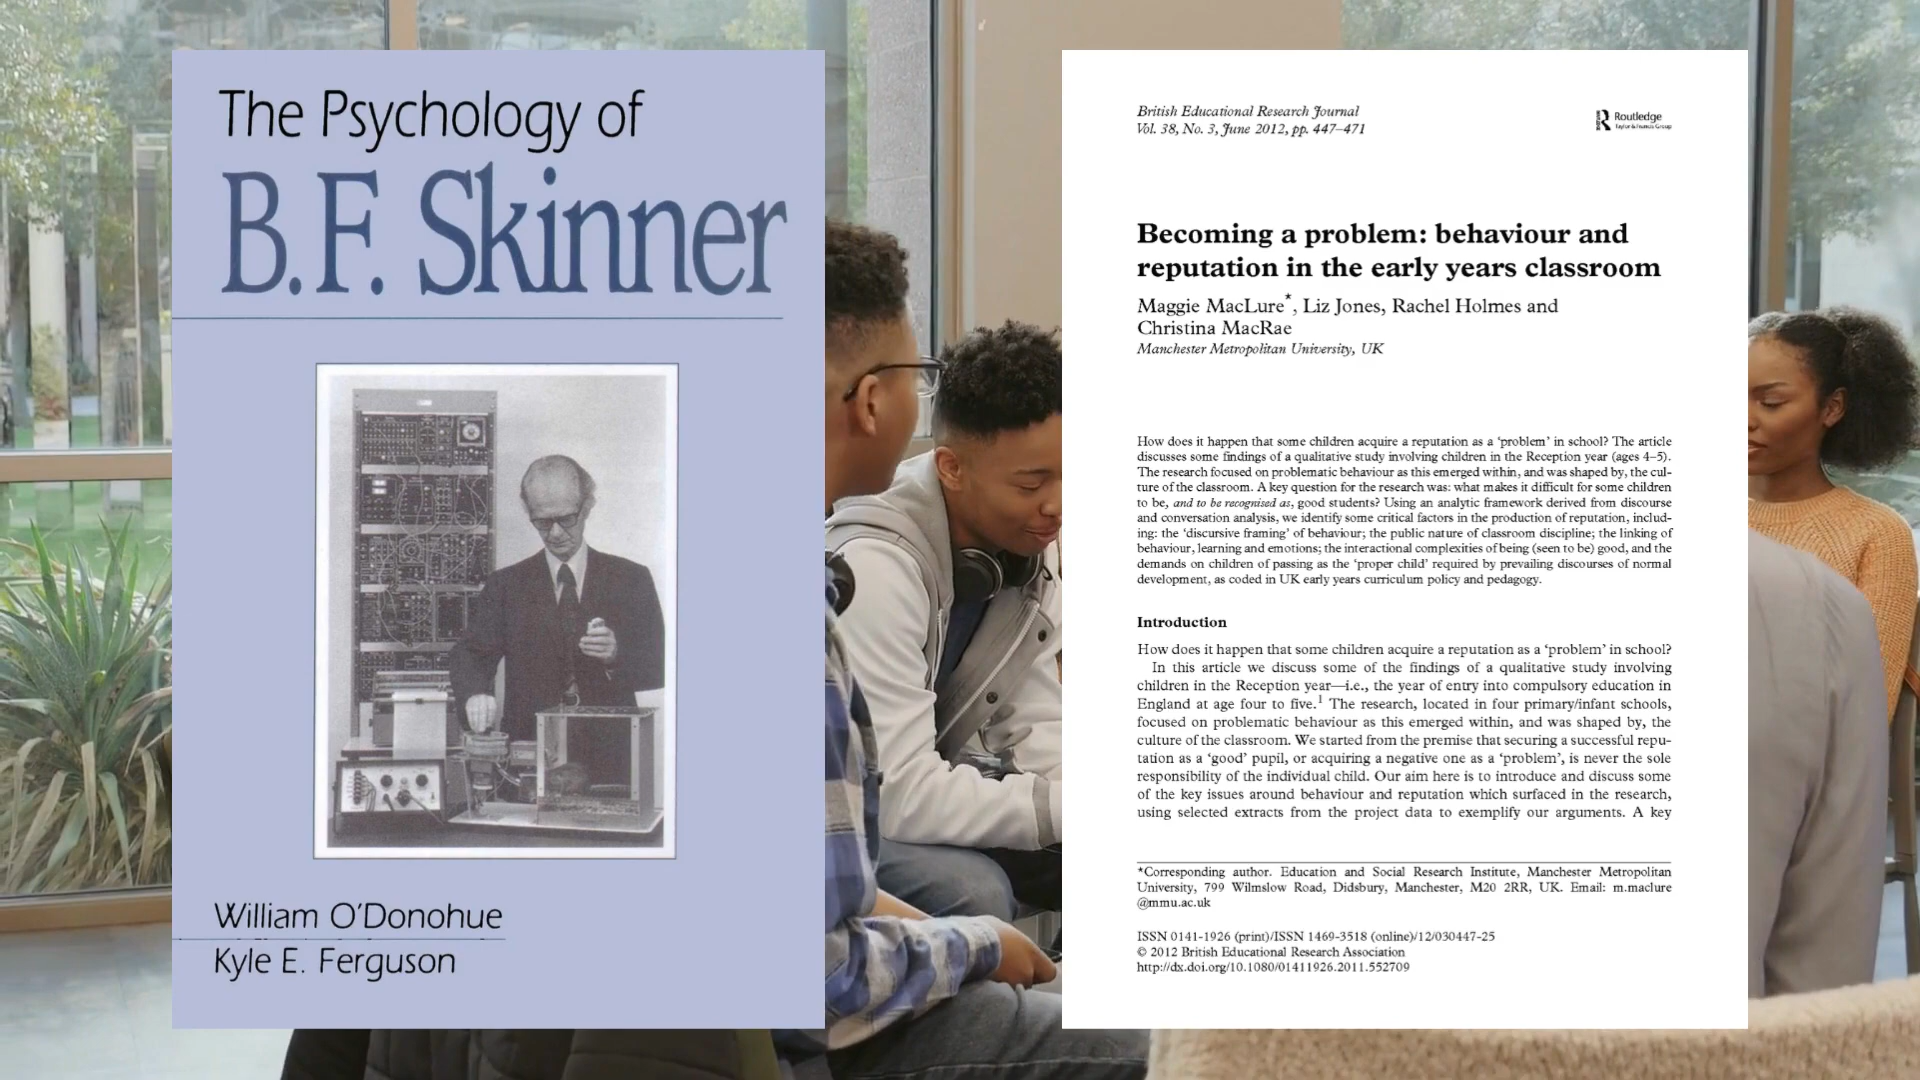 The Psychology of
B.F. Skinner
William O'Donohue
Kyle E. Ferguson
British Educational Research Journal
Vol. 38, No. 3, June 2012, pp. 447–471
Routledge
Taylor & Francis Group
Becoming a problem: behaviour and
reputation in the early years classroom
Maggie MacLure*, Liz Jones, Rachel Holmes and
Christina MacRae
Manchester Metropolitan University, UK
How does it happen that some children acquire a reputation as a ‘problem’ in school? The article
discusses some findings of a qualitative study involving children in the Reception year (ages 4–5).
The research focused on problematic behaviour as this emerged within, and was shaped by, the cul-
ture of the classroom. A key question for the research was: what makes it difficult for some children
to be, and to be recognised as, good students? Using an analytic framework derived from discourse
and conversation analysis, we identify some critical factors in the production of reputation, includ-
ing: the ‘discursive framing’ of behaviour; the public nature of classroom discipline; the linking of
behaviour, learning and emotions; the interactional complexities of being (seen to be) good, and the
demands on children of passing as the ‘proper child’ required by prevailing discourses of normal
development, as coded in UK early years curriculum policy and pedagogy.
Introduction
How does it happen that some children acquire a reputation as a ‘problem’ in school?
In this article we discuss some of the findings of a qualitative study involving
children in the Reception year—i.e., the year of entry into compulsory education in
England at age four to five.1 The research, located in four primary/infant schools,
focused on problematic behaviour as this emerged within, and was shaped by, the
culture of the classroom. We started from the premise that securing a successful repu-
tation as a ‘good’ pupil, or acquiring a negative one as a ‘problem’, is never the sole
responsibility of the individual child. Our aim here is to introduce and discuss some
of the key issues around behaviour and reputation which surfaced in the research,
using selected extracts from the project data to exemplify our arguments. A key
*Corresponding author. Education and Social Research Institute, Manchester Metropolitan
University, 799 Wilmslow Road, Didsbury, Manchester, M20 2RR, UK. Email: m.maclure
@mmu.ac.uk
ISSN 0141-1926 (print)/ISSN 1469-3518 (online)/12/030447-25
© 2012 British Educational Research Association
http://dx.doi.org/10.1080/01411926.2011.552709